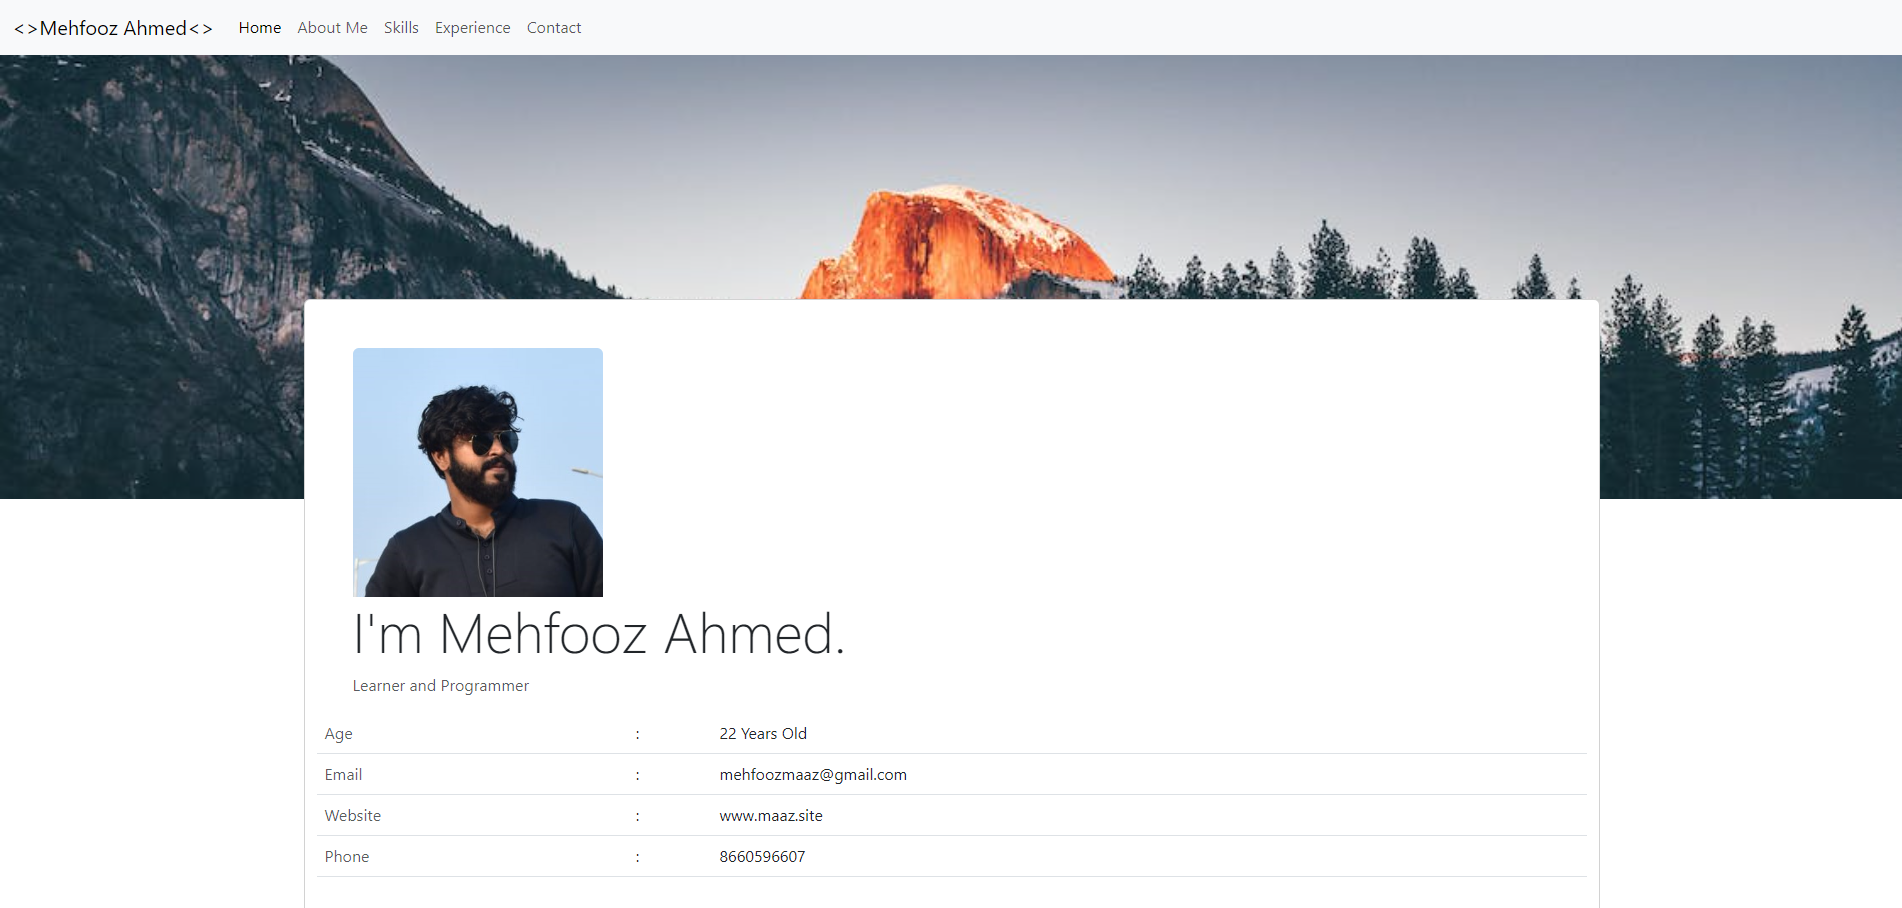 <>Mehfooz Ahmed<> Home About Me Skills Experience Contact
I'm Mehfooz Ahmed.
Learner and Programmer
Age : 22 Years Old
Email : mehfoozmaaz@gmail.com
Website : www.maaz.site
Phone : 8660596607